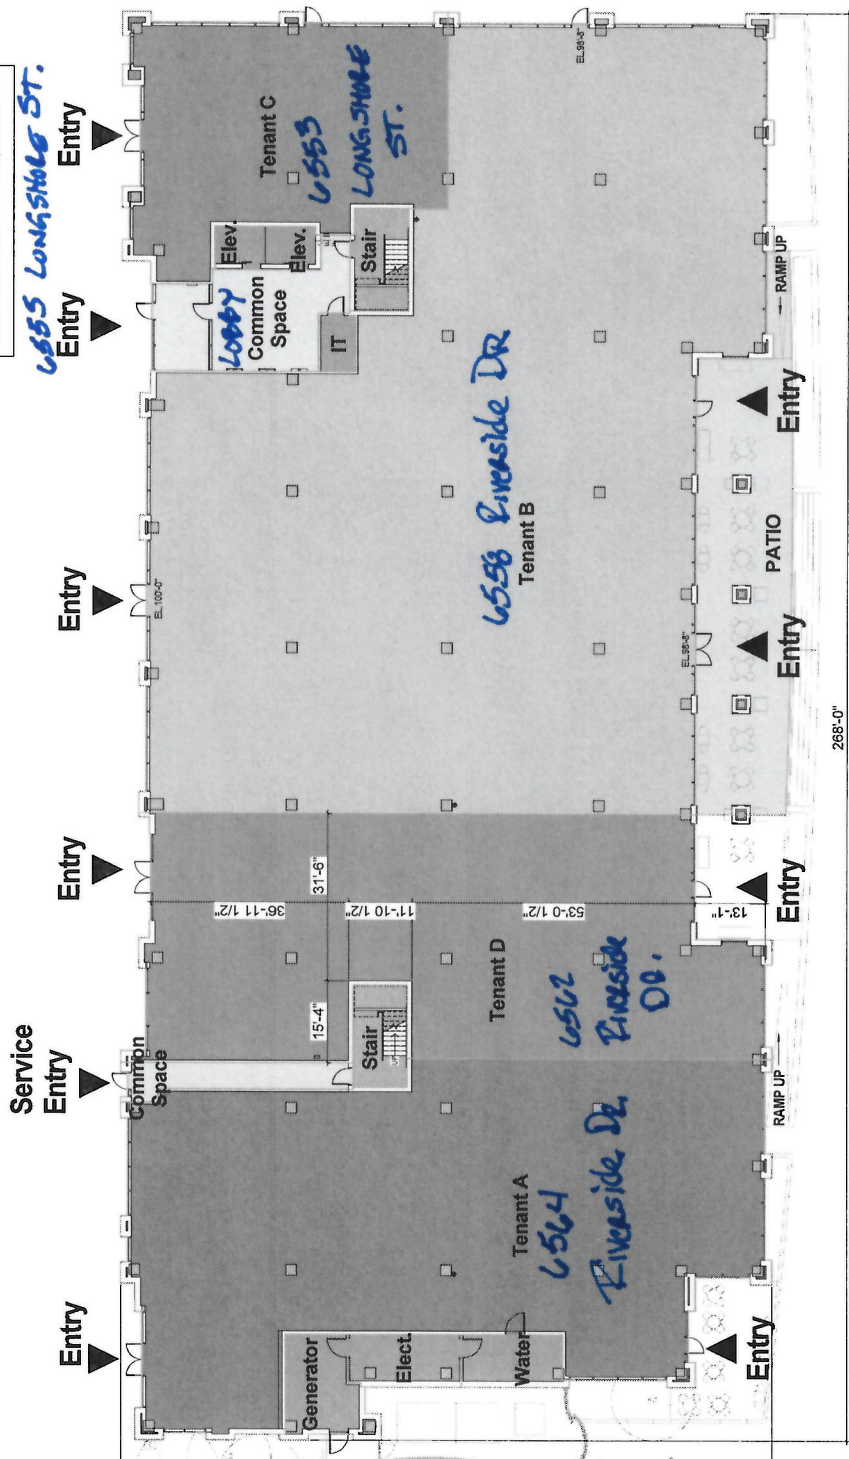 6555 LONGSHORE ST.
Entry
Entry
Entry
Entry
Service
Entry
Entry
Tenant C
6553
LONGSHORE
ST.
EL.98'-8"
Elev.
Elev.
Stair
LOBBY
Common
Space
IT
RAMP UP
6558 Riverside DR
Tenant B
EL.100'-0"
EL.98'-8"
PATIO
Entry
Entry
Entry
268'-0"
31'-6"
36'-11 1/2"
11'-10 1/2"
53'-0 1/2"
13'-1"
15'-4"
Tenant D
6562
Riverside
DR.
Common
Space
Stair
UP
RAMP UP
Tenant A
6564
Riverside DR.
Generator
Elect.
Water
Entry